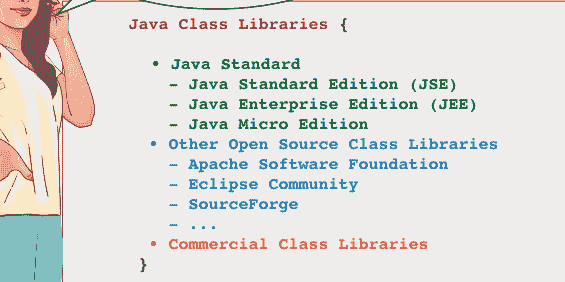 Java Class Libraries {
• Java Standard
– Java Standard Edition (JSE)
– Java Enterprise Edition (JEE)
– Java Micro Edition
• Other Open Source Class Libraries
– Apache Software Foundation
– Eclipse Community
– SourceForge
– ...
• Commercial Class Libraries
}